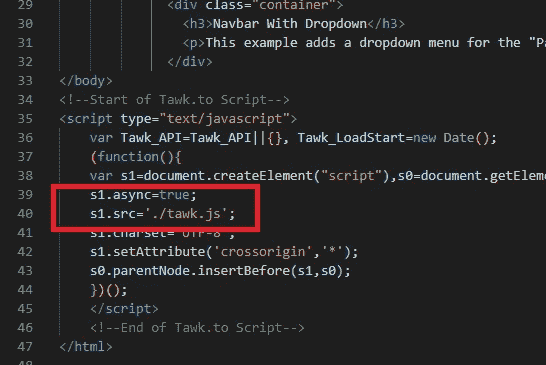 29 <div class="container">
30 <h3>Navbar With Dropdown</h3>
31 <p>This example adds a dropdown menu for the "Pa
32 </div>
33 </body>
34 <!--Start of Tawk.to Script-->
35 <script type="text/javascript">
36 var Tawk_API=Tawk_API||{}, Tawk_LoadStart=new Date();
37 (function(){
38 var s1=document.createElement("script"),s0=document.getEleme
39 s1.async=true;
40 s1.src='./tawk.js';
41 s1.charset='UTF-8';
42 s1.setAttribute('crossorigin','*');
43 s0.parentNode.insertBefore(s1,s0);
44 })();
45 </script>
46 <!--End of Tawk.to Script-->
47 </html>
48